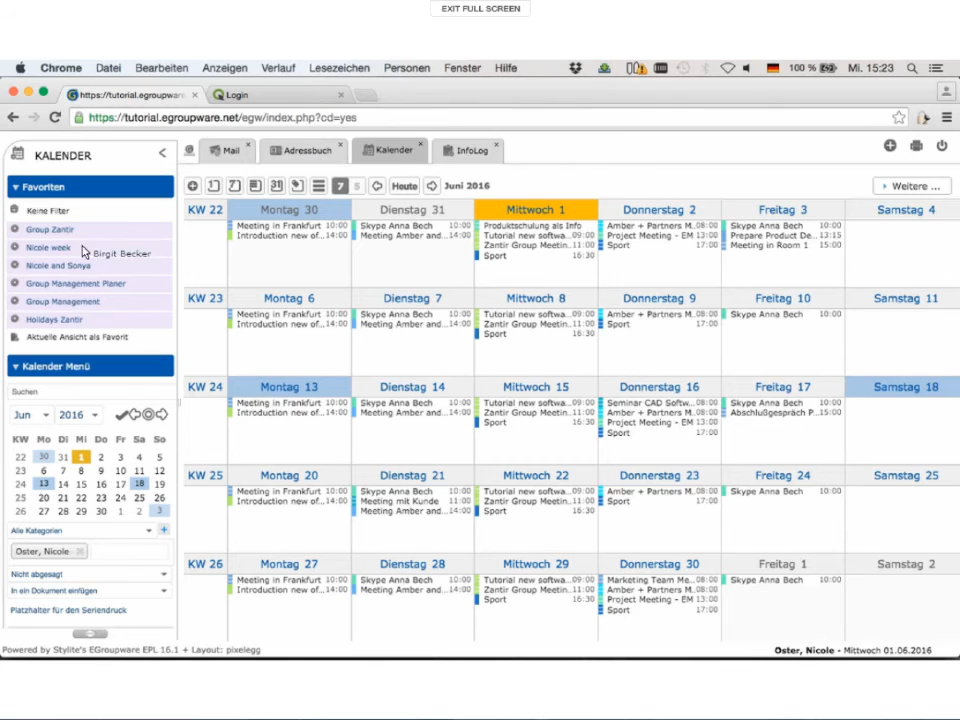 EXIT FULL SCREEN
Chrome Datei Bearbeiten Anzeigen Verlauf Lesezeichen Personen Fenster Hilfe 100 % Mi. 15:23
https://tutorial.egroupware × Login ×
https://tutorial.egroupware.net/egw/index.php?cd=yes
KALENDER
Mail × Adressbuch × Kalender × InfoLog ×
Favoriten
7 5 Heute Juni 2016 Weitere ...
Keine Filter
Group Zantir
Nicole week
Birgit Becker
Nicole and Sonya
Group Management Planer
Group Management
Holidays Zantir
Aktuelle Ansicht als Favorit
Kalender Menü
Suchen
Jun 2016
KW Mo Di Mi Do Fr Sa So
22 30 31 1 2 3 4 5
23 6 7 8 9 10 11 12
24 13 14 15 16 17 18 19
25 20 21 22 23 24 25 26
26 27 28 29 30 1 2 3
Alle Kategorien
Oster, Nicole
Nicht abgesagt
In ein Dokument einfügen
Platzhalter für den Seriendruck
KW 22 Montag 30 Dienstag 31 Mittwoch 1 Donnerstag 2 Freitag 3 Samstag 4
Meeting in Frankfurt 10:00
Introduction new of...14:00
Skype Anna Bech 10:00
Meeting Amber and...14:00
Produktschulung als Info
Tutorial new softwa...09:00
Zantir Group Meetin..11:00
Sport 16:30
Amber + Partners M..08:00
Project Meeting - EM 13:00
Sport 17:00
Skype Anna Bech 10:00
Prepare Product De...13:15
Meeting in Room 1 15:00
KW 23 Montag 6 Dienstag 7 Mittwoch 8 Donnerstag 9 Freitag 10 Samstag 11
Meeting in Frankfurt 10:00
Introduction new of...14:00
Skype Anna Bech 10:00
Meeting Amber and...14:00
Tutorial new softwa...09:00
Zantir Group Meetin..11:00
Sport 16:30
Amber + Partners M..08:00
Sport 17:00
Skype Anna Bech 10:00
KW 24 Montag 13 Dienstag 14 Mittwoch 15 Donnerstag 16 Freitag 17 Samstag 18
Meeting in Frankfurt 10:00
Introduction new of...14:00
Skype Anna Bech 10:00
Meeting Amber and...14:00
Tutorial new softwa...09:00
Zantir Group Meetin..11:00
Sport 16:30
Seminar CAD Softw...09:00
Amber + Partners M..08:00
Project Meeting - EM 13:00
Sport 17:00
Skype Anna Bech 10:00
Abschlußgespräch P...15:00
KW 25 Montag 20 Dienstag 21 Mittwoch 22 Donnerstag 23 Freitag 24 Samstag 25
Meeting in Frankfurt 10:00
Introduction new of...14:00
Skype Anna Bech 10:00
Meeting mit Kunde 11:00
Meeting Amber and...14:00
Tutorial new softwa...09:00
Zantir Group Meetin..11:00
Sport 16:30
Amber + Partners M..08:00
Sport 17:00
Skype Anna Bech 10:00
KW 26 Montag 27 Dienstag 28 Mittwoch 29 Donnerstag 30 Freitag 1 Samstag 2
Meeting in Frankfurt 10:00
Introduction new of...14:00
Skype Anna Bech 10:00
Meeting Amber and...14:00
Tutorial new softwa...09:00
Zantir Group Meetin..11:00
Sport 16:30
Marketing Team Me...08:00
Amber + Partners M..08:00
Project Meeting - EM 13:00
Sport 17:00
Skype Anna Bech 10:00
Powered by Stylite's EGroupware EPL 16.1 + Layout: pixelegg
Oster, Nicole - Mittwoch 01.06.2016